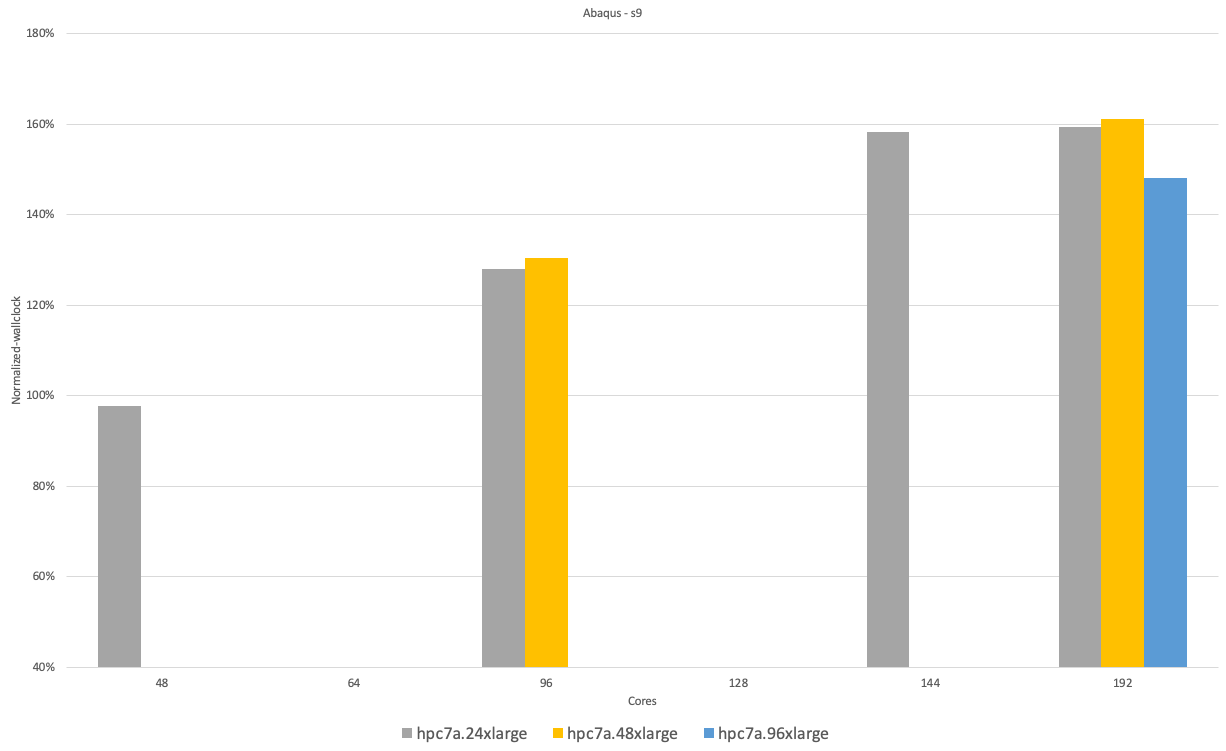 Abaqus - s9
180%
160%
140%
120%
100%
80%
60%
40%
Normalized-wallclock
48 64 96 128 144 192
Cores
hpc7a.24xlarge hpc7a.48xlarge hpc7a.96xlarge